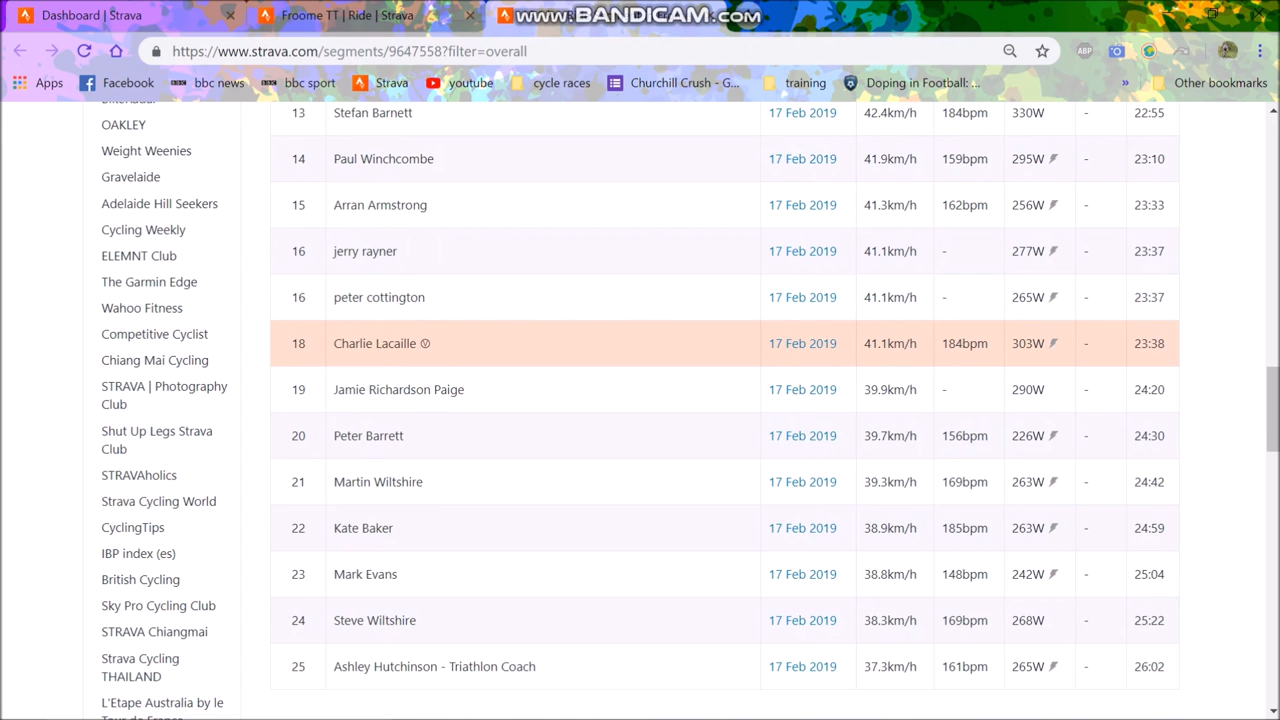 Dashboard | Strava
Froome TT | Ride | Strava
www.BANDICAM.com
https://www.strava.com/segments/9647558?filter=overall
ABP
Apps
Facebook
bbc news
bbc sport
Strava
youtube
cycle races
Churchill Crush - G...
training
Doping in Football: ...
»
Other bookmarks
OAKLEY
Weight Weenies
Gravelaide
Adelaide Hill Seekers
Cycling Weekly
ELEMNT Club
The Garmin Edge
Wahoo Fitness
Competitive Cyclist
Chiang Mai Cycling
STRAVA | Photography
Club
Shut Up Legs Strava
Club
STRAVAholics
Strava Cycling World
CyclingTips
IBP index (es)
British Cycling
Sky Pro Cycling Club
STRAVA Chiangmai
Strava Cycling
THAILAND
L'Etape Australia by le
13 Stefan Barnett 17 Feb 2019 42.4km/h 184bpm 330W - 22:55
14 Paul Winchcombe 17 Feb 2019 41.9km/h 159bpm 295W - 23:10
15 Arran Armstrong 17 Feb 2019 41.3km/h 162bpm 256W - 23:33
16 jerry rayner 17 Feb 2019 41.1km/h - 277W - 23:37
16 peter cottington 17 Feb 2019 41.1km/h - 265W - 23:37
18 Charlie Lacaille Ⓥ 17 Feb 2019 41.1km/h 184bpm 303W - 23:38
19 Jamie Richardson Paige 17 Feb 2019 39.9km/h - 290W - 24:20
20 Peter Barrett 17 Feb 2019 39.7km/h 156bpm 226W - 24:30
21 Martin Wiltshire 17 Feb 2019 39.3km/h 169bpm 263W - 24:42
22 Kate Baker 17 Feb 2019 38.9km/h 185bpm 263W - 24:59
23 Mark Evans 17 Feb 2019 38.8km/h 148bpm 242W - 25:04
24 Steve Wiltshire 17 Feb 2019 38.3km/h 169bpm 268W - 25:22
25 Ashley Hutchinson - Triathlon Coach 17 Feb 2019 37.3km/h 161bpm 265W - 26:02